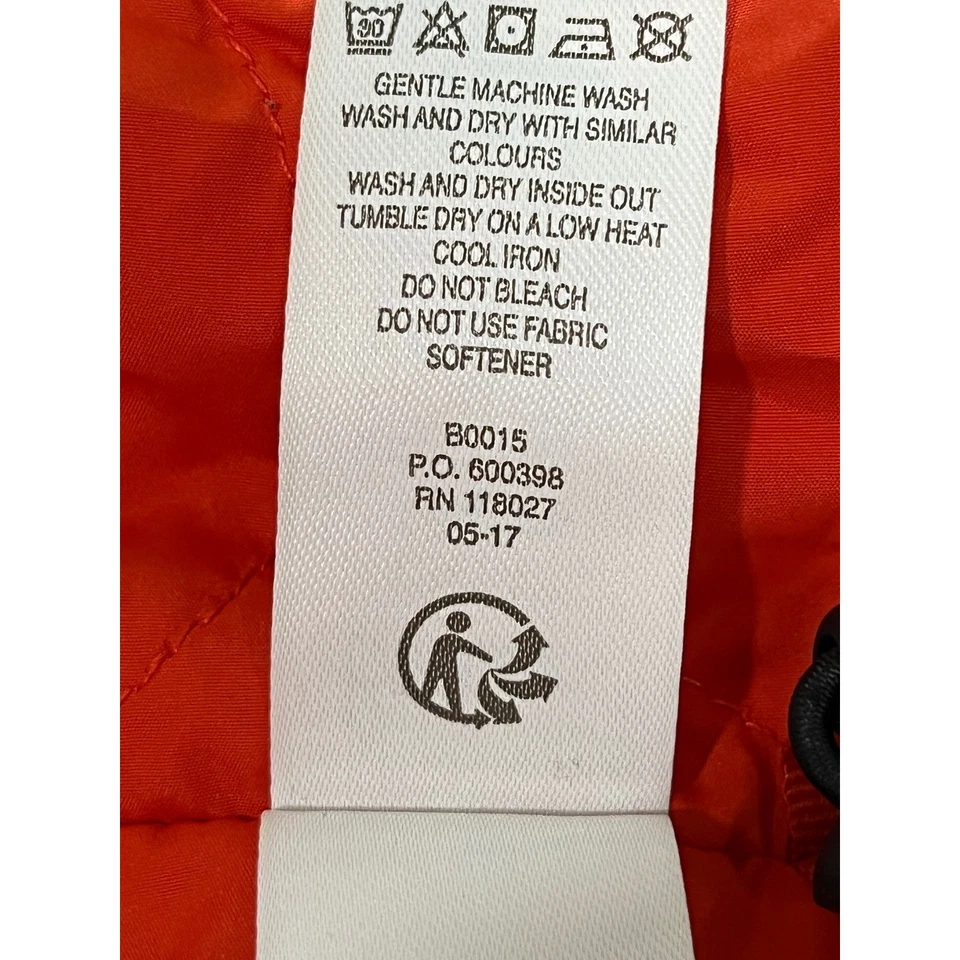 30
GENTLE MACHINE WASH
WASH AND DRY WITH SIMILAR
COLOURS
WASH AND DRY INSIDE OUT
TUMBLE DRY ON A LOW HEAT
COOL IRON
DO NOT BLEACH
DO NOT USE FABRIC
SOFTENER
B0015
P.O. 600398
RN 118027
05-17